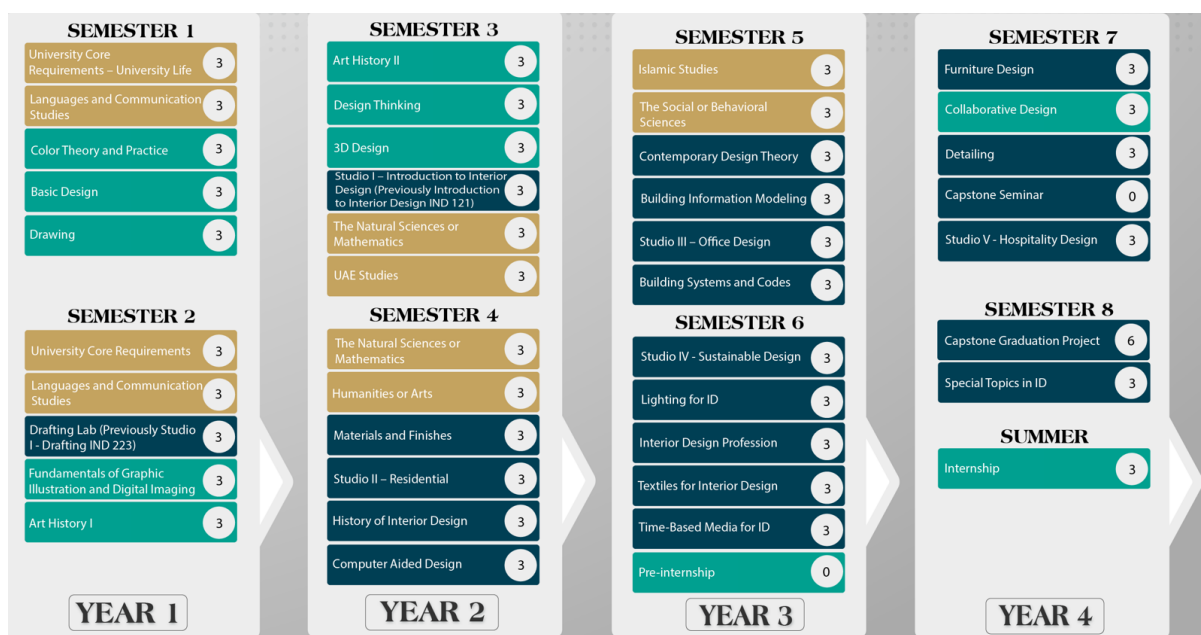 SEMESTER 1
University Core
Requirements – University Life
3
Languages and Communication
Studies
3
Color Theory and Practice
3
Basic Design
3
Drawing
3
SEMESTER 2
University Core Requirements
3
Languages and Communication
Studies
3
Drafting Lab (Previously Studio
I - Drafting IND 223)
3
Fundamentals of Graphic
Illustration and Digital Imaging
3
Art History I
3
YEAR 1
SEMESTER 3
Art History II
3
Design Thinking
3
3D Design
3
Studio I – Introduction to Interior
Design (Previously Introduction
to Interior Design IND 121)
3
The Natural Sciences or
Mathematics
3
UAE Studies
3
SEMESTER 4
The Natural Sciences or
Mathematics
3
Humanities or Arts
3
Materials and Finishes
3
Studio II – Residential
3
History of Interior Design
3
Computer Aided Design
3
YEAR 2
SEMESTER 5
Islamic Studies
3
The Social or Behavioral
Sciences
3
Contemporary Design Theory
3
Building Information Modeling
3
Studio III – Office Design
3
Building Systems and Codes
3
SEMESTER 6
Studio IV - Sustainable Design
3
Lighting for ID
3
Interior Design Profession
3
Textiles for Interior Design
3
Time-Based Media for ID
3
Pre-internship
0
YEAR 3
SEMESTER 7
Furniture Design
3
Collaborative Design
3
Detailing
3
Capstone Seminar
0
Studio V - Hospitality Design
3
SEMESTER 8
Capstone Graduation Project
6
Special Topics in ID
3
SUMMER
Internship
3
YEAR 4